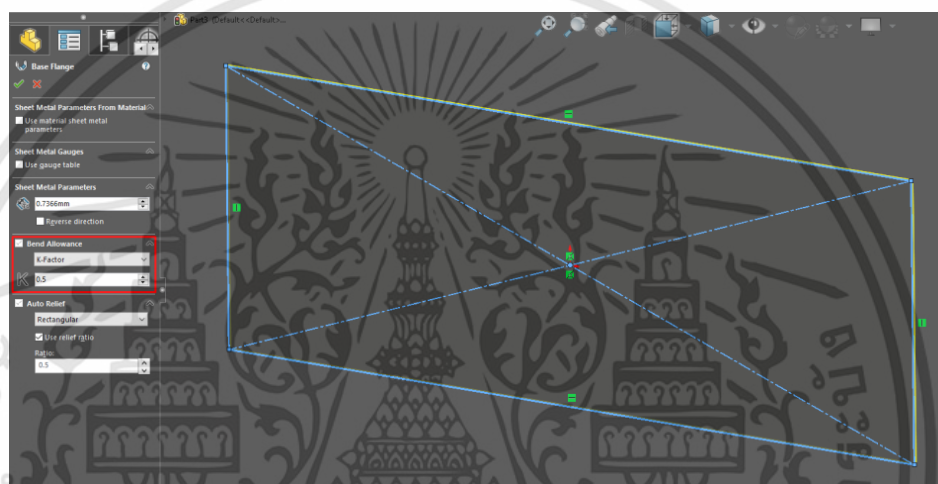 Part3 (Default<<Default>...
Base Flange
Sheet Metal Parameters From Material
Use material sheet metal
parameters
Sheet Metal Gauges
Use gauge table
Sheet Metal Parameters
0.7366mm
Reverse direction
Bend Allowance
K-Factor
K
0.5
Auto Relief
Rectangular
Use relief ratio
Ratio:
0.5